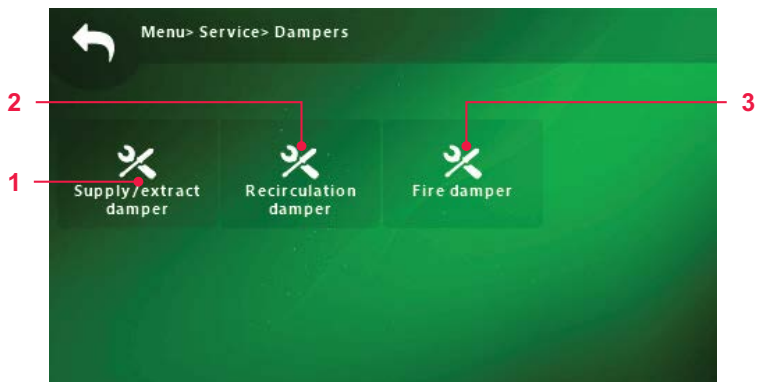 Menu> Service> Dampers
2
3
1
Supply/extract
damper
Recirculation
damper
Fire damper